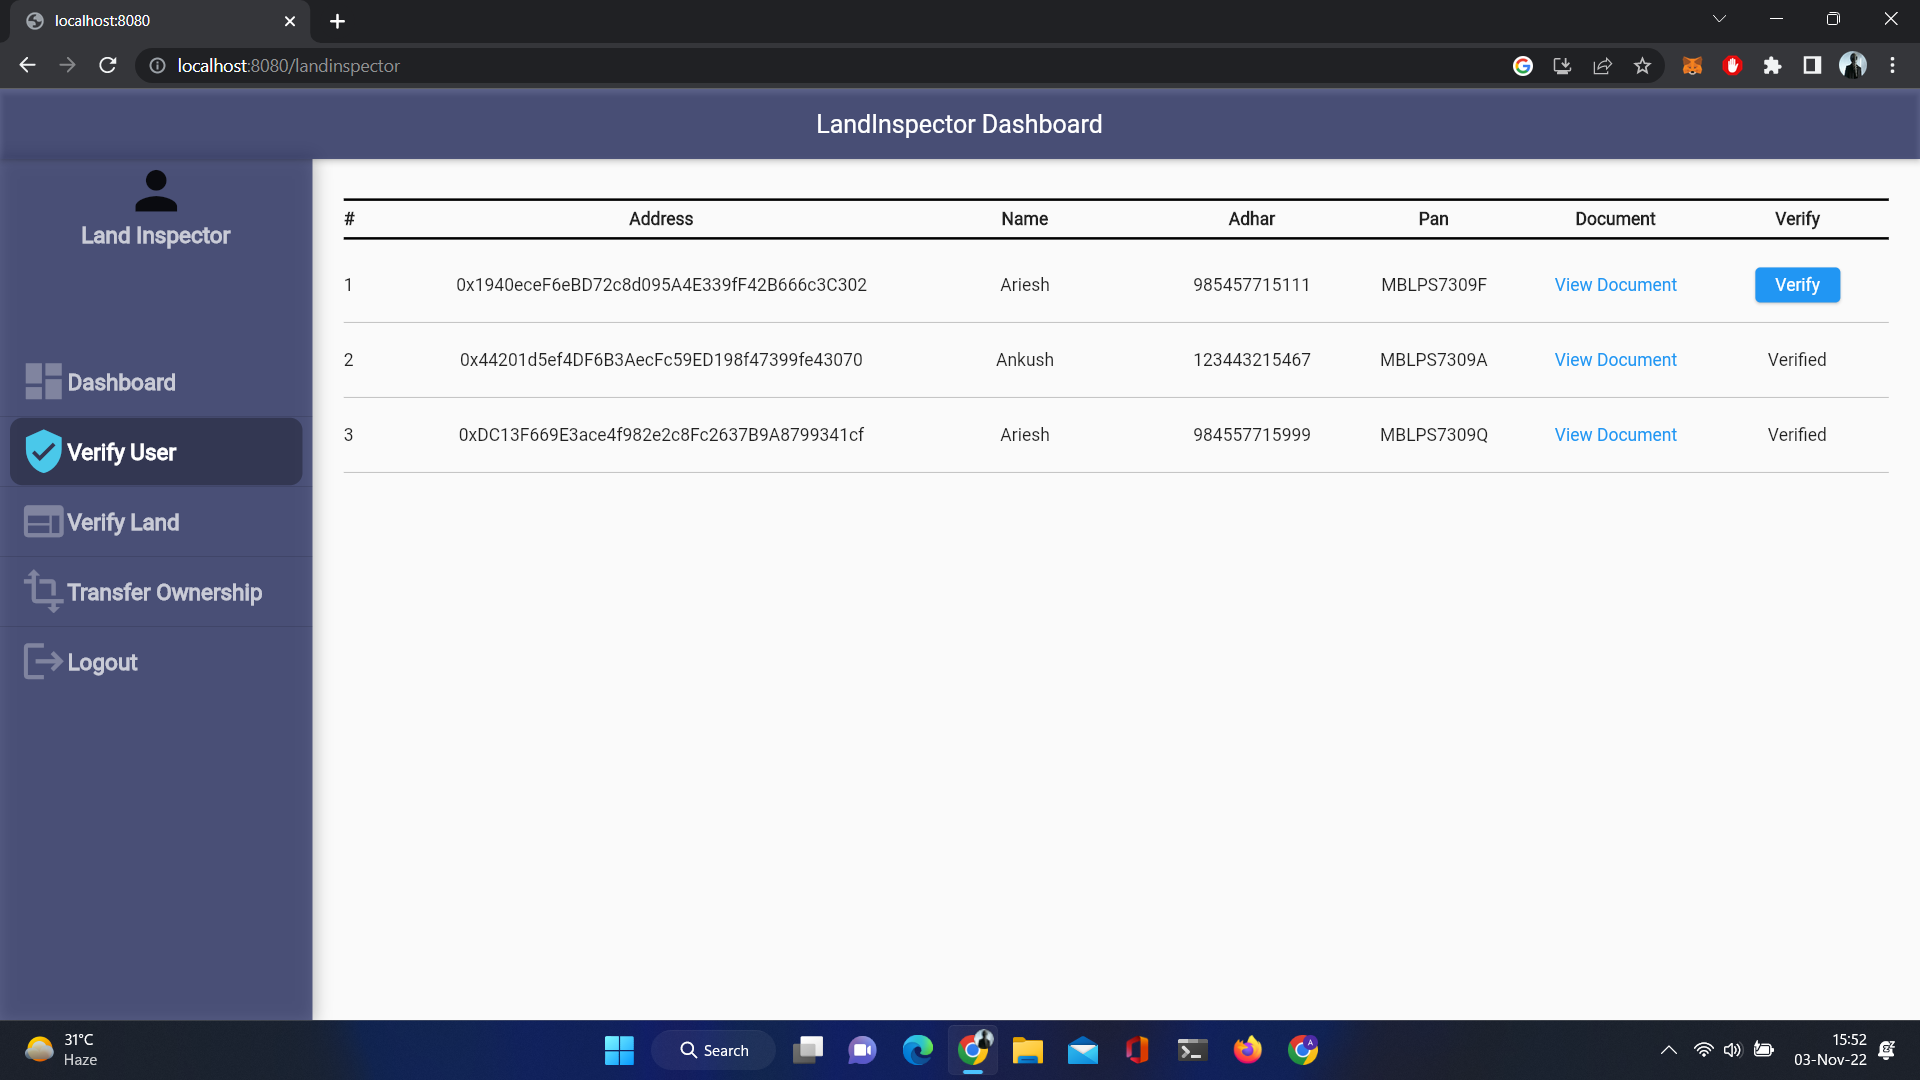 localhost:8080
localhost:8080/landinspector
LandInspector Dashboard
Land Inspector
Dashboard
Verify User
Verify Land
Transfer Ownership
Logout
# Address Name Adhar Pan Document Verify
1 0x1940eceF6eBD72c8d095A4E339fF42B666c3C302 Ariesh 985457715111 MBLPS7309F View Document Verify
2 0x44201d5ef4DF6B3AecFc59ED198f47399fe43070 Ankush 123443215467 MBLPS7309A View Document Verified
3 0xDC13F669E3ace4f982e2c8Fc2637B9A8799341cf Ariesh 984557715999 MBLPS7309Q View Document Verified
31°C
Haze
Search
A
15:52
03-Nov-22